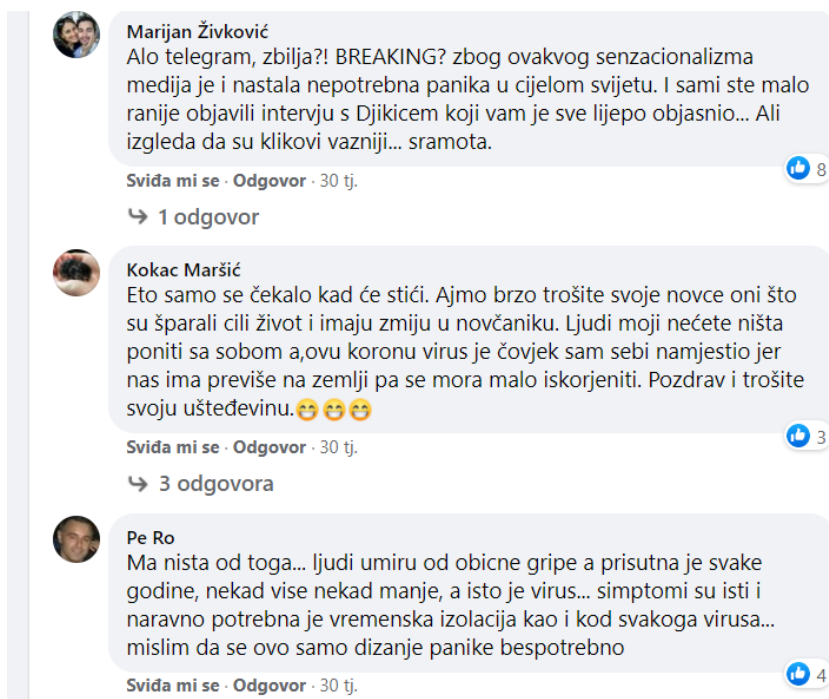 Marijan Živković
Alo telegram, zbilja?! BREAKING? zbog ovakvog senzacionalizma
medija je i nastala nepotrebna panika u cijelom svijetu. I sami ste malo
ranije objavili intervju s Djikicem koji vam je sve lijepo objasnio... Ali
izgleda da su klikovi vazniji... sramota.
8
Sviđa mi se · Odgovor · 30 tj.
1 odgovor
Kokac Maršić
Eto samo se čekalo kad će stići. Ajmo brzo trošite svoje novce oni što
su šparali cili život i imaju zmiju u novčaniku. Ljudi moji nećete ništa
poniti sa sobom a,ovu koronu virus je čovjek sam sebi namjestio jer
nas ima previše na zemlji pa se mora malo iskorjeniti. Pozdrav i trošite
svoju ušteđevinu.😁😁😁
3
Sviđa mi se · Odgovor · 30 tj.
3 odgovora
Pe Ro
Ma nista od toga... ljudi umiru od obicne gripe a prisutna je svake
godine, nekad vise nekad manje, a isto je virus... simptomi su isti i
naravno potrebna je vremenska izolacija kao i kod svakoga virusa...
mislim da se ovo samo dizanje panike bespotrebno
4
Sviđa mi se · Odgovor · 30 tj.